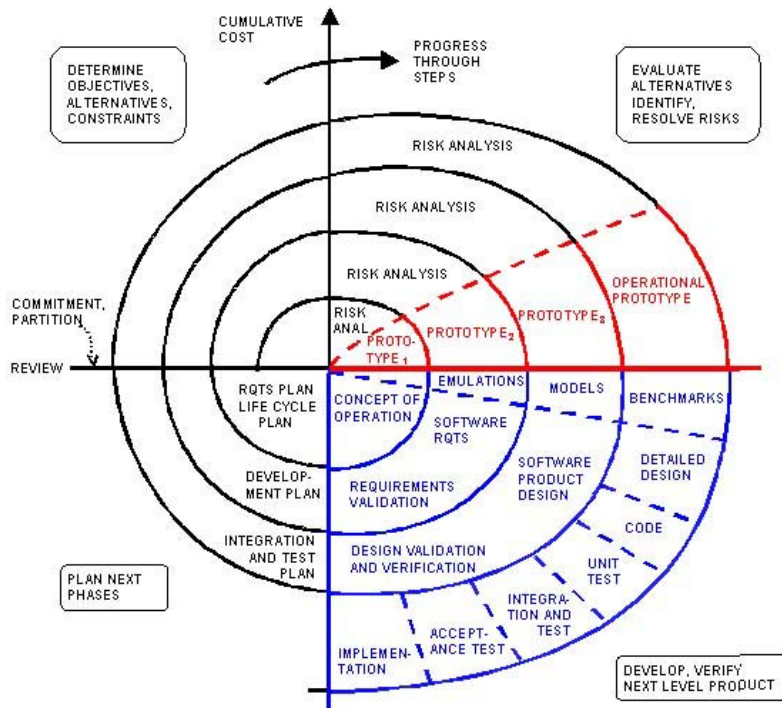 CUMULATIVE
COST
PROGRESS
THROUGH
STEPS
DETERMINE
OBJECTIVES,
ALTERNATIVES,
CONSTRAINTS
EVALUATE
ALTERNATIVES
IDENTIFY,
RESOLVE RISKS
RISK ANALYSIS
RISK ANALYSIS
RISK ANALYSIS
RISK
ANAL.
PROTO-
TYPE1
PROTOTYPE2
PROTOTYPE3
OPERATIONAL
PROTOTYPE
COMMITMENT,
PARTITION
REVIEW
RQTS PLAN
LIFE CYCLE
PLAN
CONCEPT OF
OPERATION
EMULATIONS
MODELS
BENCHMARKS
SOFTWARE
RQTS
SOFTWARE
PRODUCT
DESIGN
DETAILED
DESIGN
DEVELOP-
MENT PLAN
REQUIREMENTS
VALIDATION
CODE
INTEGRATION
AND TEST
PLAN
DESIGN VALIDATION
AND VERIFICATION
UNIT
TEST
PLAN NEXT
PHASES
INTEGRA-
TION AND
TEST
ACCEPT-
ANCE TEST
IMPLEMEN-
TATION
DEVELOP, VERIFY
NEXT LEVEL PRODUCT